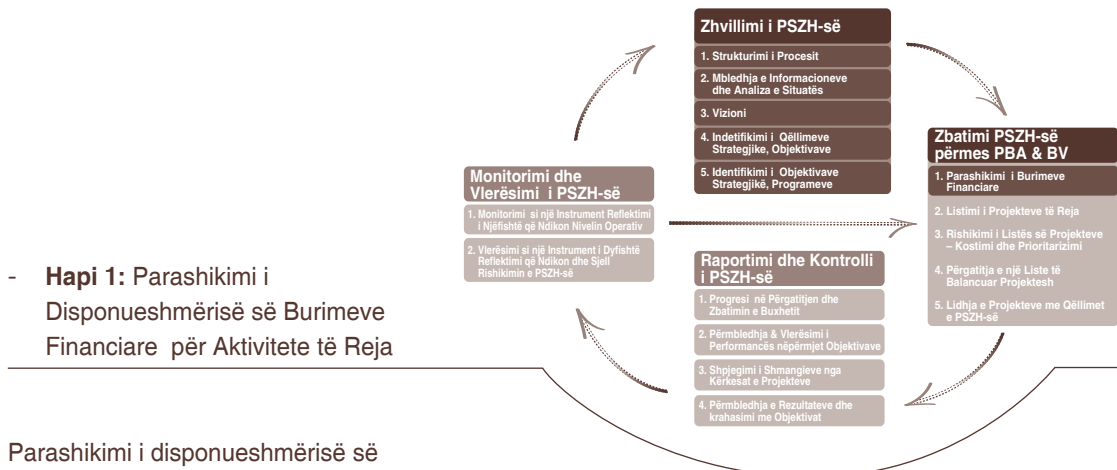 Zhvillimi i PSZH-së
1. Strukturimi i Procesit
2. Mbledhja e Informacioneve
dhe Analiza e Situatës
3. Vizioni
4. Indetifikimi i Qëllimeve
Strategjike, Objektivave
5. Identifikimi i Objektivave
Strategjikë, Programeve
Zbatimi PSZH-së
përmes PBA & BV
1. Parashikimi i Burimeve
Financiare
2. Listimi i Projekteve të Reja
3. Rishikimi i Listës së Projekteve
– Kostimi dhe Prioritarizimi
4. Përgatitja e një Liste të
Balancuar Projektesh
5. Lidhja e Projekteve me Qëllimet
e PSZH-së
Monitorimi dhe
Vlerësimi i PSZH-së
1. Monitorimi si një Instrument Reflektimi
i Njëfishtë që Ndikon Nivelin Operativ
2. Vlerësimi si një Instrument i Dyfishtë
Reflektimi që Ndikon dhe Sjell
Rishikimin e PSZH-së
Raportimi dhe Kontrolli
i PSZH-së
1. Progresi në Përgatitjen dhe
Zbatimin e Buxhetit
2. Përmbledhja & Vlerësimi i
Performancës nëpërmjet Objektivave
3. Shpjegimi i Shmangieve nga
Kërkesat e Projekteve
4. Përmbledhja e Rezultateve dhe
krahasimi me Objektivat
- Hapi 1: Parashikimi i
Disponueshmërisë së Burimeve
Financiare për Aktivitete të Reja
Parashikimi i disponueshmërisë së